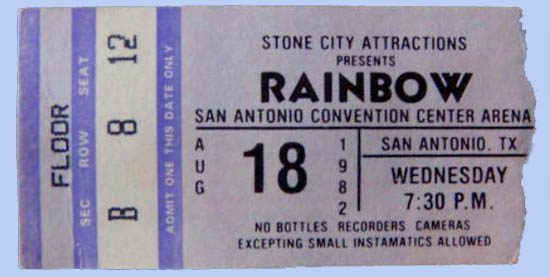 FLOOR
SEC ROW SEAT
B 8 12
ADMIT ONE THIS DATE ONLY
STONE CITY ATTRACTIONS
PRESENTS
RAINBOW
SAN ANTONIO CONVENTION CENTER ARENA
AUG 18 1982
SAN ANTONIO, TX
WEDNESDAY
7:30 P.M.
NO BOTTLES, RECORDERS, CAMERAS
EXCEPTING SMALL INSTAMATICS ALLOWED